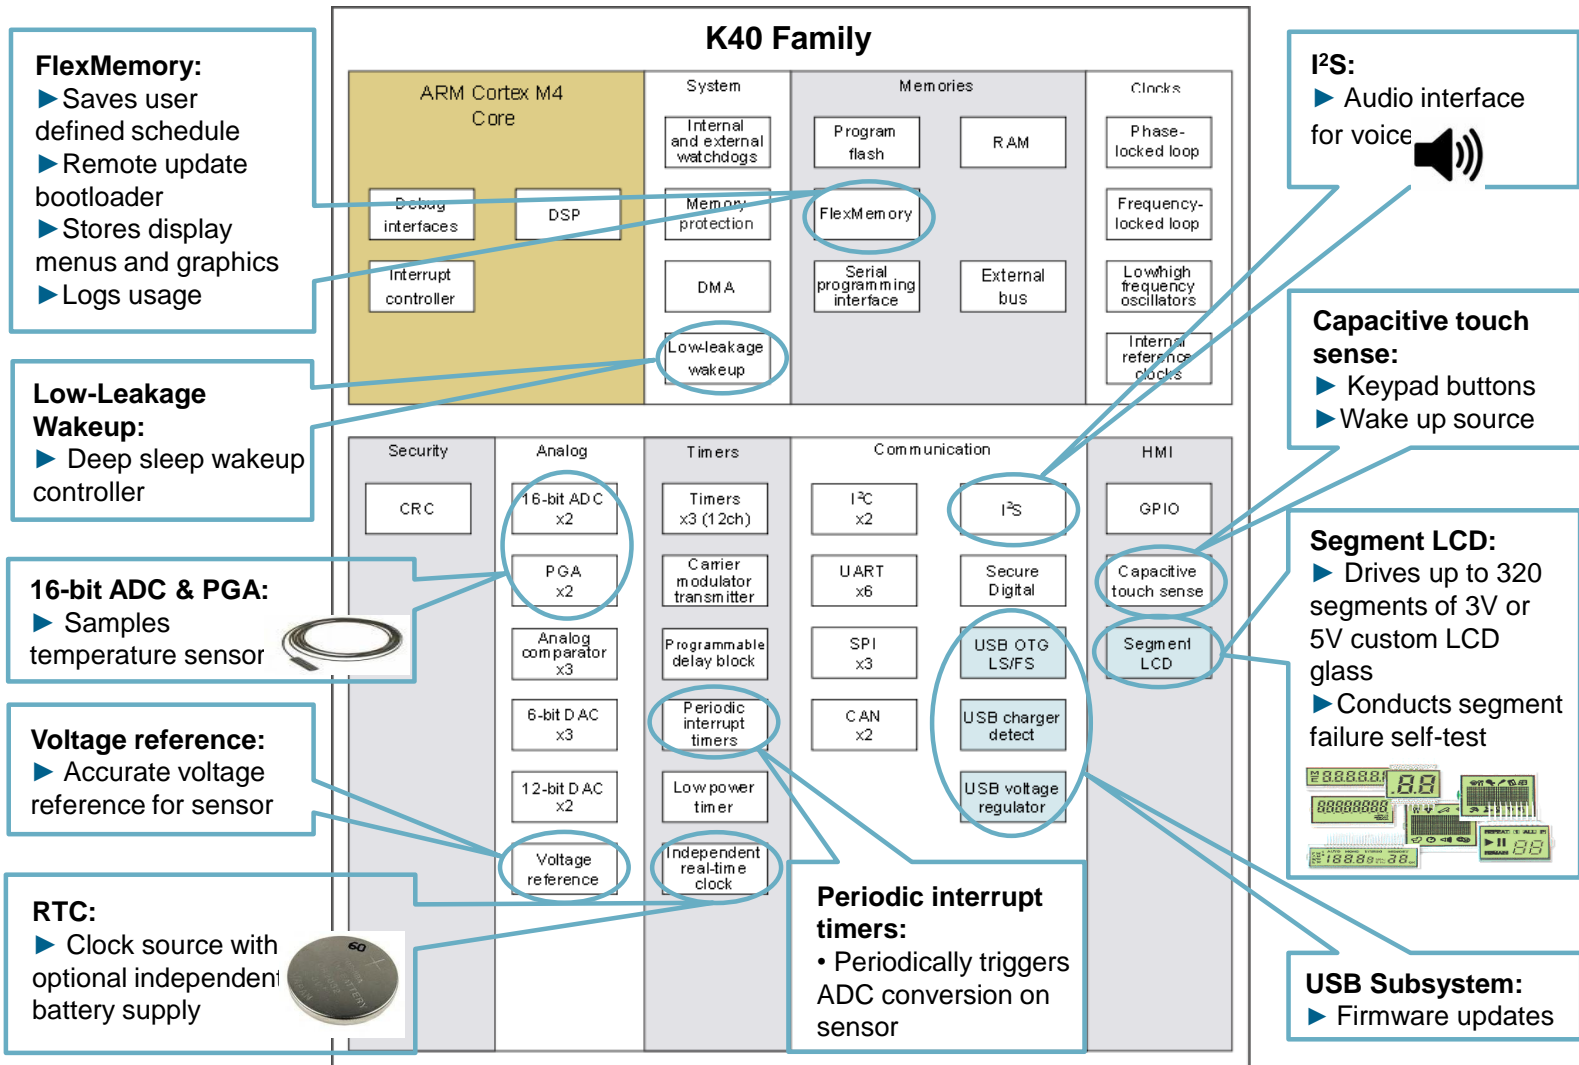 K40 Family
FlexMemory:
►Saves user
defined schedule
►Remote update
bootloader
►Stores display
menus and graphics
►Logs usage
Low-Leakage
Wakeup:
► Deep sleep wakeup
controller
16-bit ADC & PGA:
► Samples
temperature sensor
Voltage reference:
► Accurate voltage
reference for sensor
RTC:
► Clock source with
optional independent
battery supply
60
ARM Cortex M4
Core
Debug
interfaces
DSP
Interrupt
controller
System
Internal
and external
watchdogs
Memory
protection
DMA
Low-leakage
wakeup
Memories
Program
flash
RAM
FlexMemory
Serial
programming
interface
External
bus
Clocks
Phase-
locked loop
Frequency-
locked loop
Low/high
frequency
oscillators
Internal
reference
clocks
Security
CRC
Analog
16-bit ADC
x2
PGA
x2
Analog
comparator
x3
6-bit DAC
x3
12-bit DAC
x2
Voltage
reference
Timers
Timers
x3 (12ch)
Carrier
modulator
transmitter
Programmable
delay block
Periodic
interrupt
timers
Low power
timer
Independent
real-time
clock
Communication
I²C
x2
I²S
UART
x6
Secure
Digital
SPI
x3
USB OTG
LS/FS
CAN
x2
USB charger
detect
USB voltage
regulator
HMI
GPIO
Capacitive
touch sense
Segment
LCD
Periodic interrupt
timers:
• Periodically triggers
ADC conversion on
sensor
I²S:
► Audio interface
for voice
Capacitive touch
sense:
► Keypad buttons
►Wake up source
Segment LCD:
► Drives up to 320
segments of 3V or
5V custom LCD
glass
►Conducts segment
failure self-test
USB Subsystem:
► Firmware updates